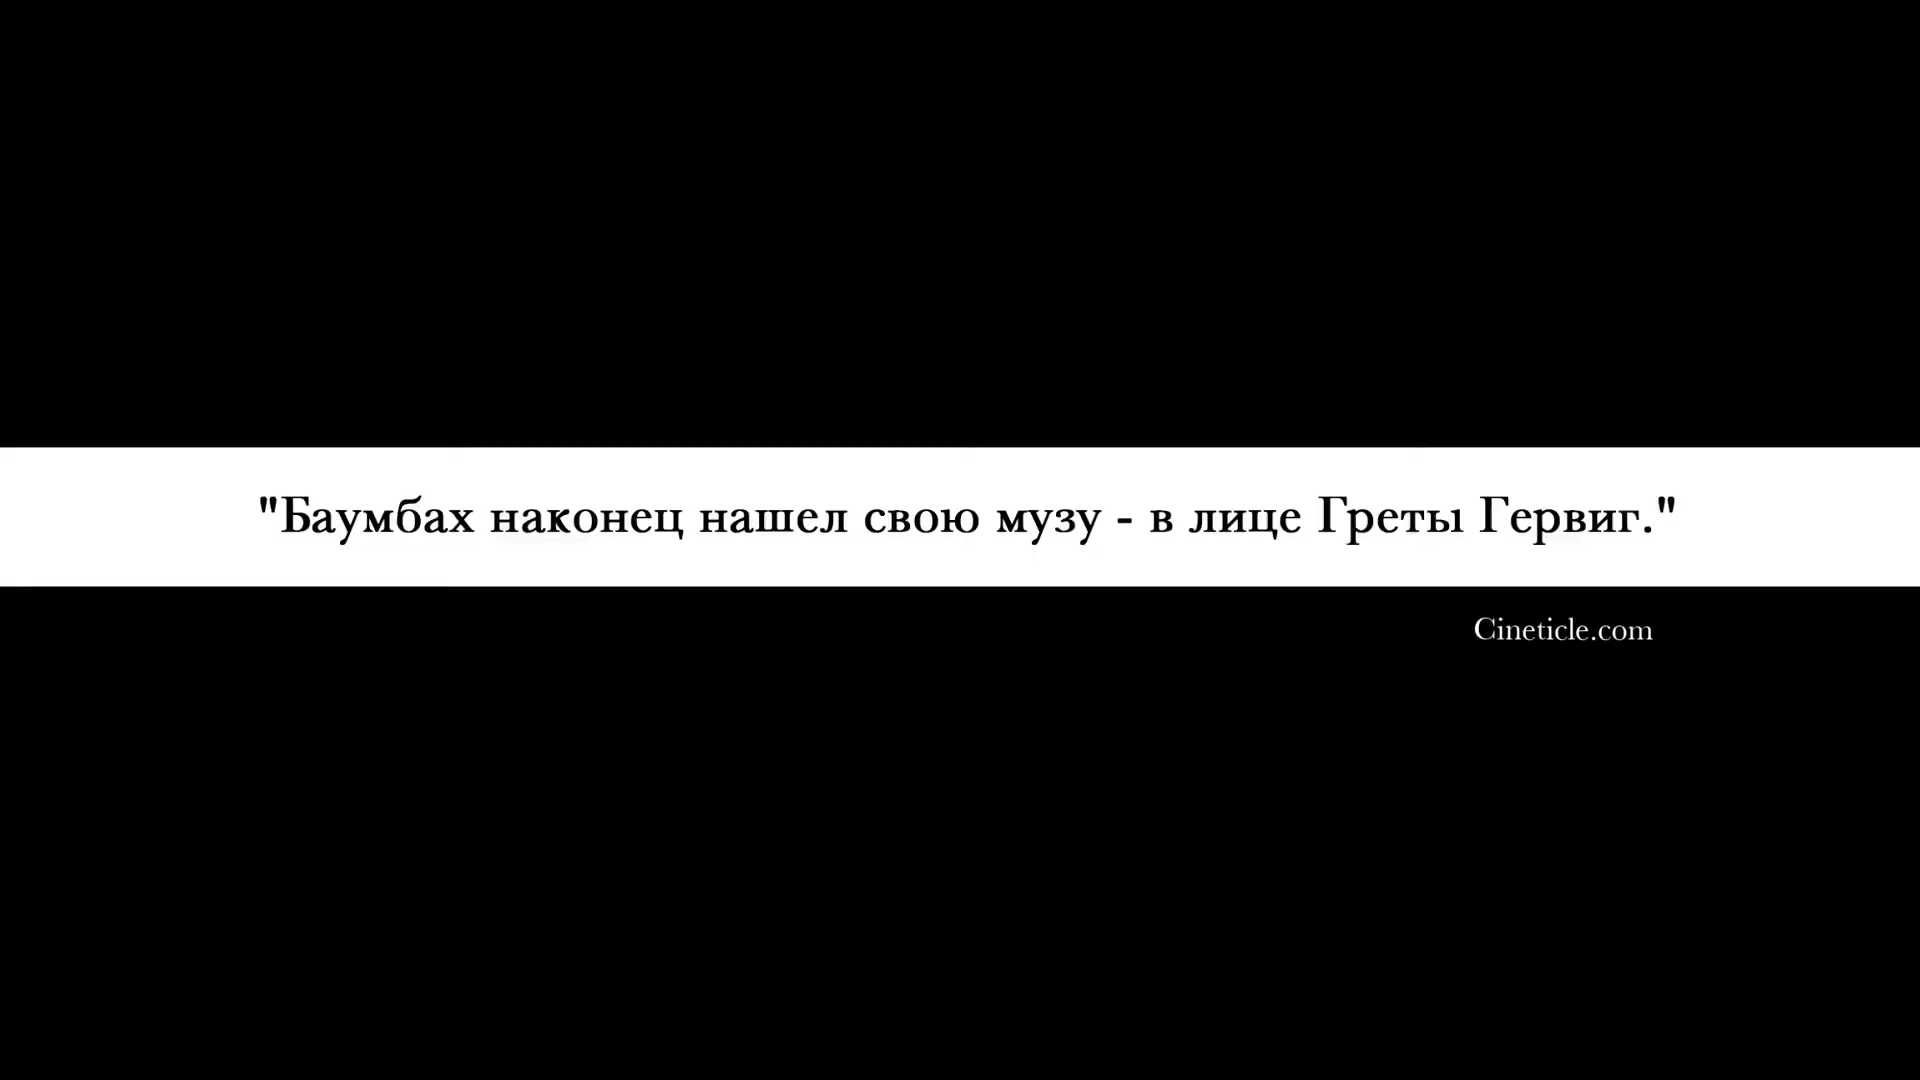 "Баумбах наконец нашел свою музу - в лице Греты Гервиг."
Cineticle.com